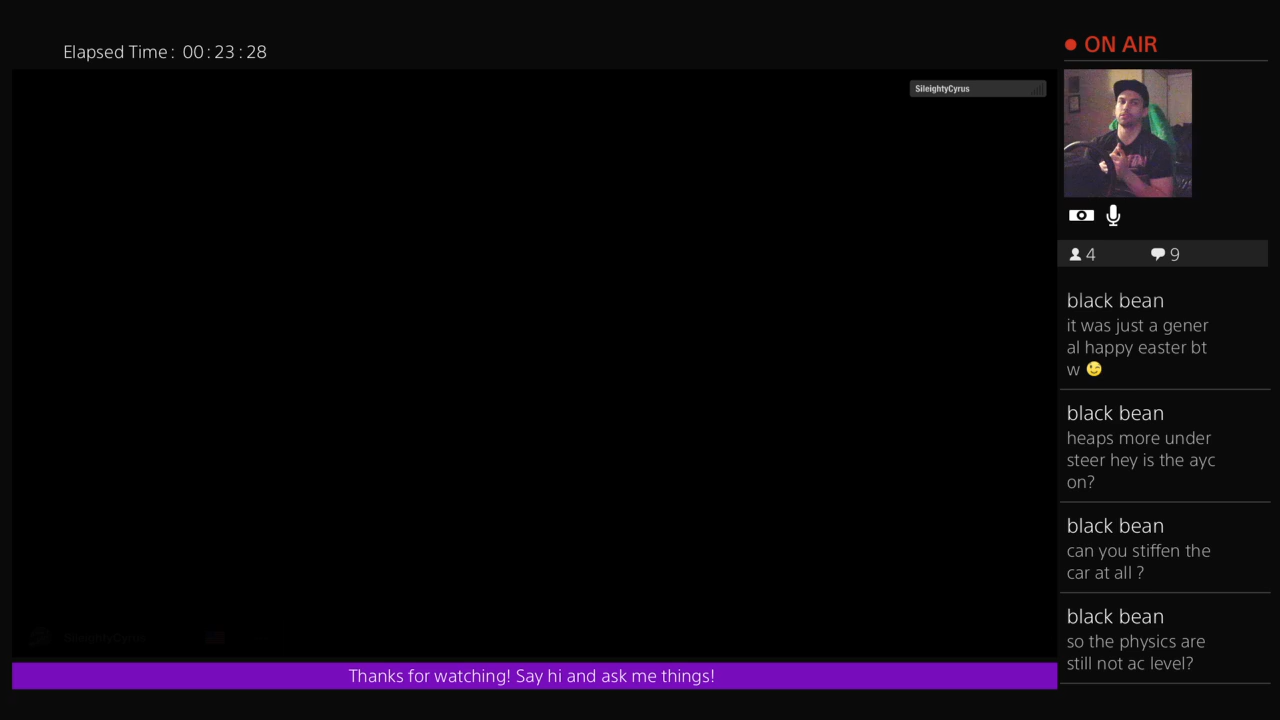 Elapsed Time: 00:23:28
ON AIR
SileightyCyrus
4 9
black bean
it was just a gener
al happy easter bt
w 😉
black bean
heaps more under
steer hey is the ayc
on?
black bean
can you stiffen the
car at all ?
black bean
so the physics are
still not ac level?
SileightyCyrus
Thanks for watching! Say hi and ask me things!